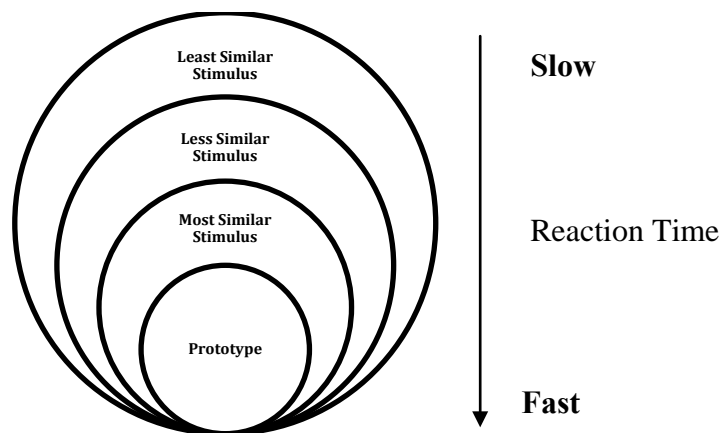 Least Similar
Stimulus
Slow
Less Similar
Stimulus
Most Similar
Stimulus
Reaction Time
Prototype
Fast